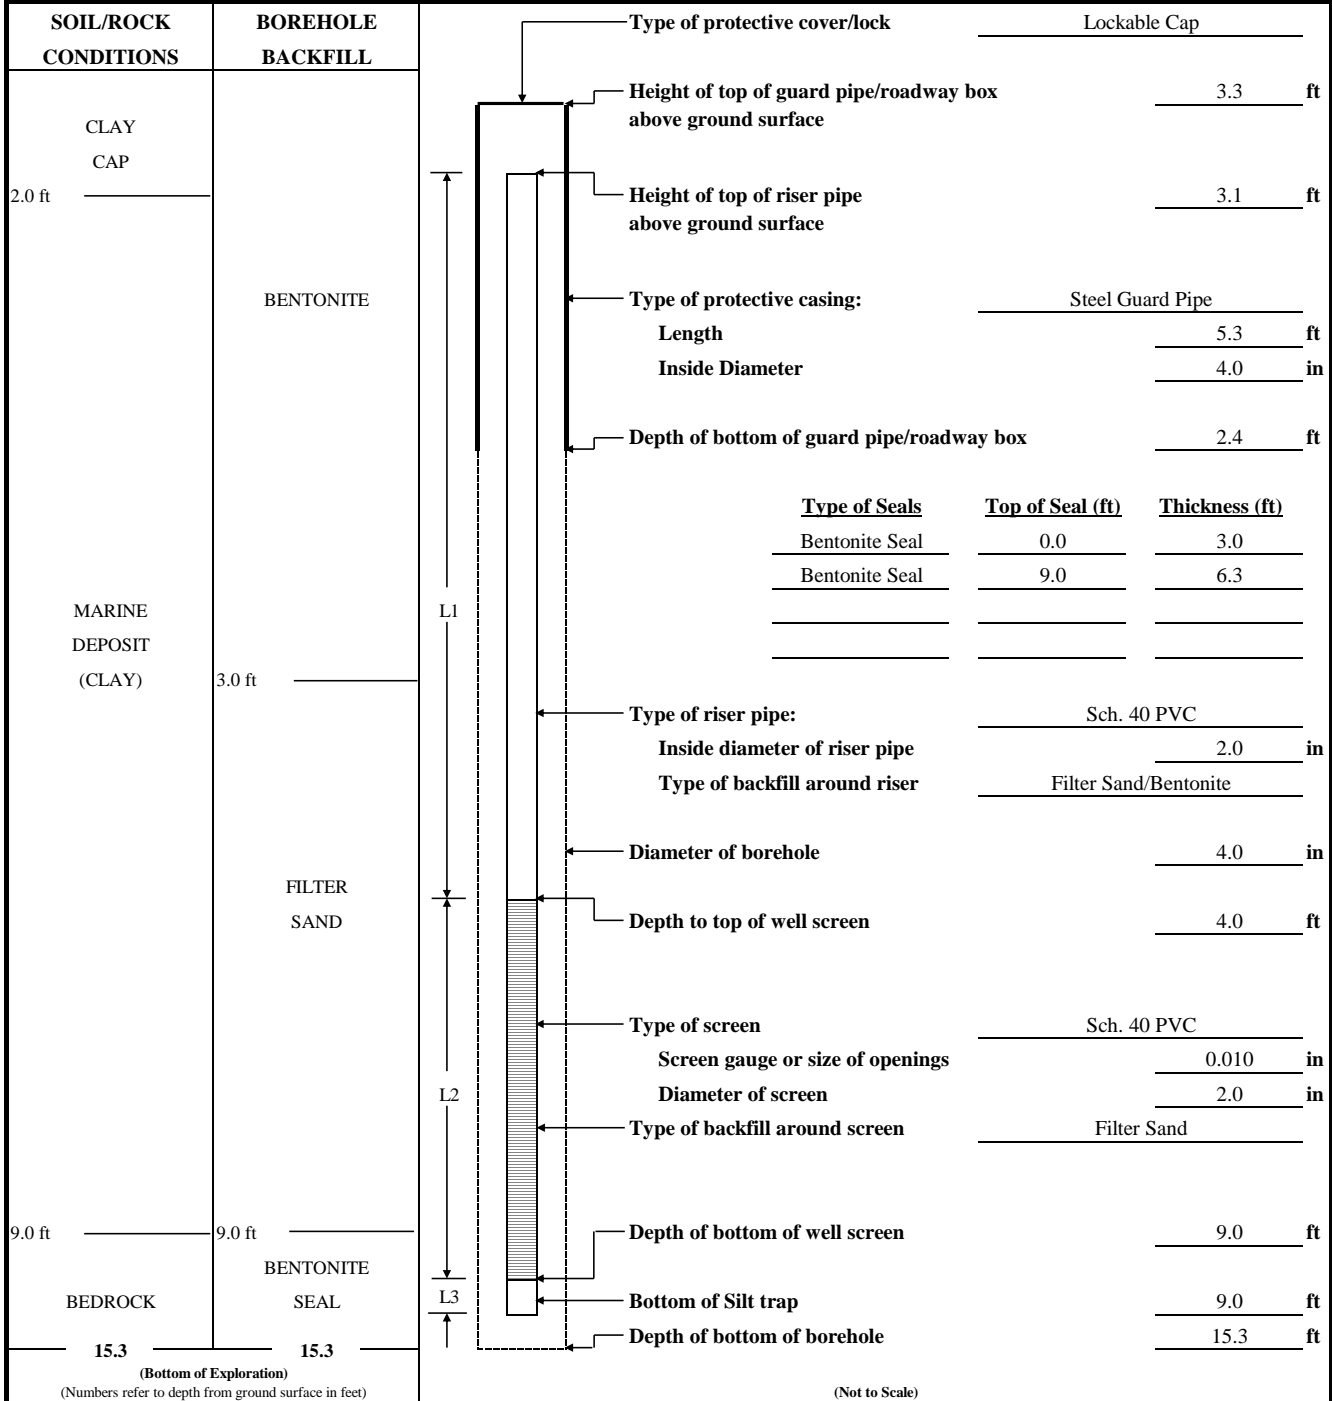 SOIL/ROCK CONDITIONS
BOREHOLE BACKFILL
CLAY
CAP
2.0 ft
MARINE
DEPOSIT
(CLAY)
9.0 ft
BEDROCK
15.3
BENTONITE
3.0 ft
FILTER
SAND
9.0 ft
BENTONITE
SEAL
15.3
(Bottom of Exploration)
(Numbers refer to depth from ground surface in feet)
L1
L2
L3
Type of protective cover/lock Lockable Cap
Height of top of guard pipe/roadway box 3.3 ft
above ground surface
Height of top of riser pipe 3.1 ft
above ground surface
Type of protective casing: Steel Guard Pipe
Length 5.3 ft
Inside Diameter 4.0 in
Depth of bottom of guard pipe/roadway box 2.4 ft
Type of Seals Top of Seal (ft) Thickness (ft)
Bentonite Seal 0.0 3.0
Bentonite Seal 9.0 6.3
Type of riser pipe: Sch. 40 PVC
Inside diameter of riser pipe 2.0 in
Type of backfill around riser Filter Sand/Bentonite
Diameter of borehole 4.0 in
Depth to top of well screen 4.0 ft
Type of screen Sch. 40 PVC
Screen gauge or size of openings 0.010 in
Diameter of screen 2.0 in
Type of backfill around screen Filter Sand
Depth of bottom of well screen 9.0 ft
Bottom of Silt trap 9.0 ft
Depth of bottom of borehole 15.3 ft
(Not to Scale)